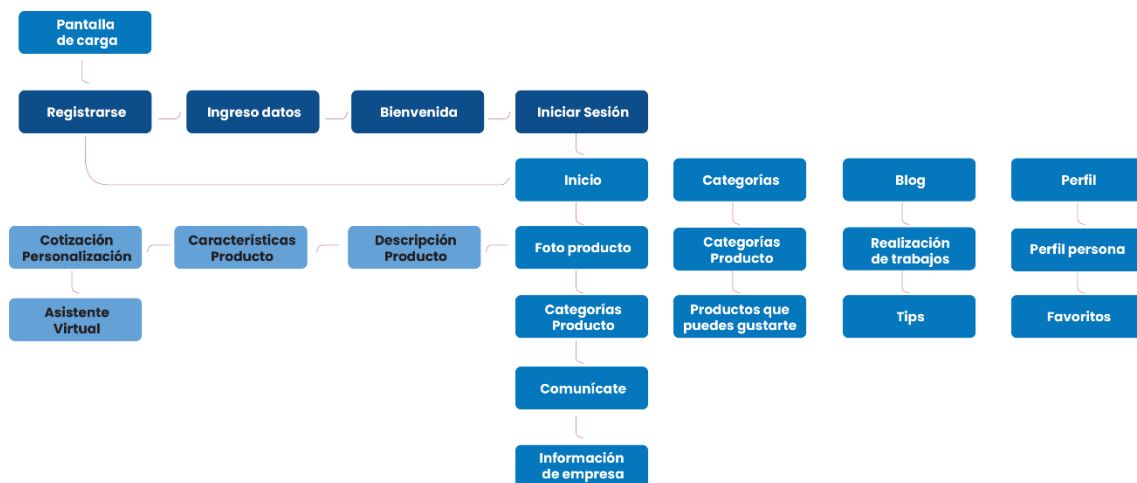 Pantalla
de carga
Registrarse
Ingreso datos
Bienvenida
Iniciar Sesión
Inicio
Categorías
Blog
Perfil
Cotización
Personalización
Características
Producto
Descripción
Producto
Foto producto
Categorías
Producto
Realización
de trabajos
Perfil persona
Asistente
Virtual
Categorías
Producto
Productos que
puedes gustarte
Tips
Favoritos
Comunícate
Información
de empresa